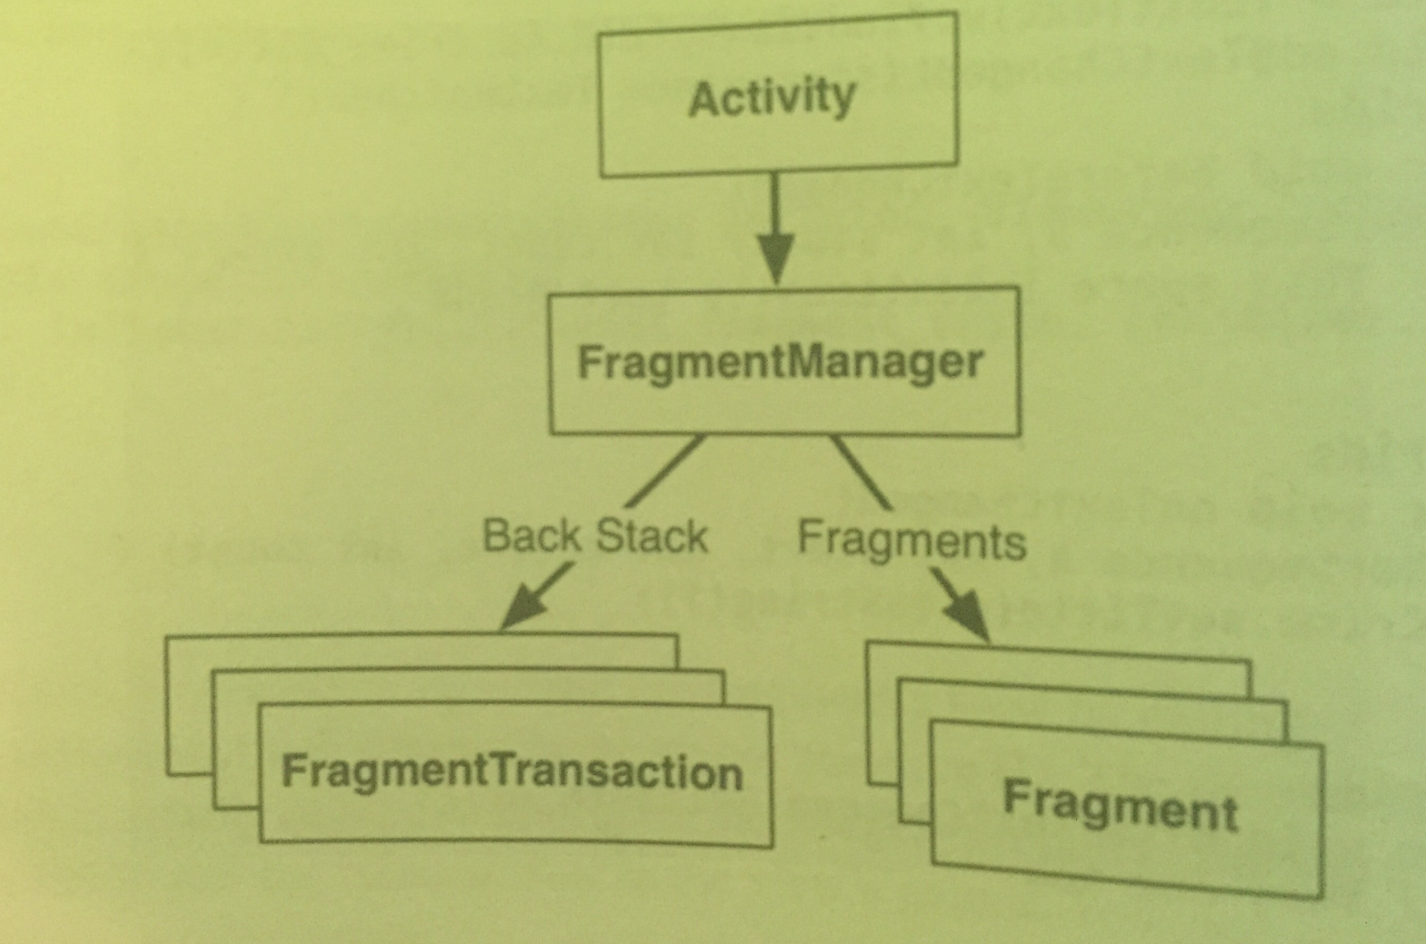 Activity
FragmentManager
Back Stack
Fragments
FragmentTransaction
Fragment